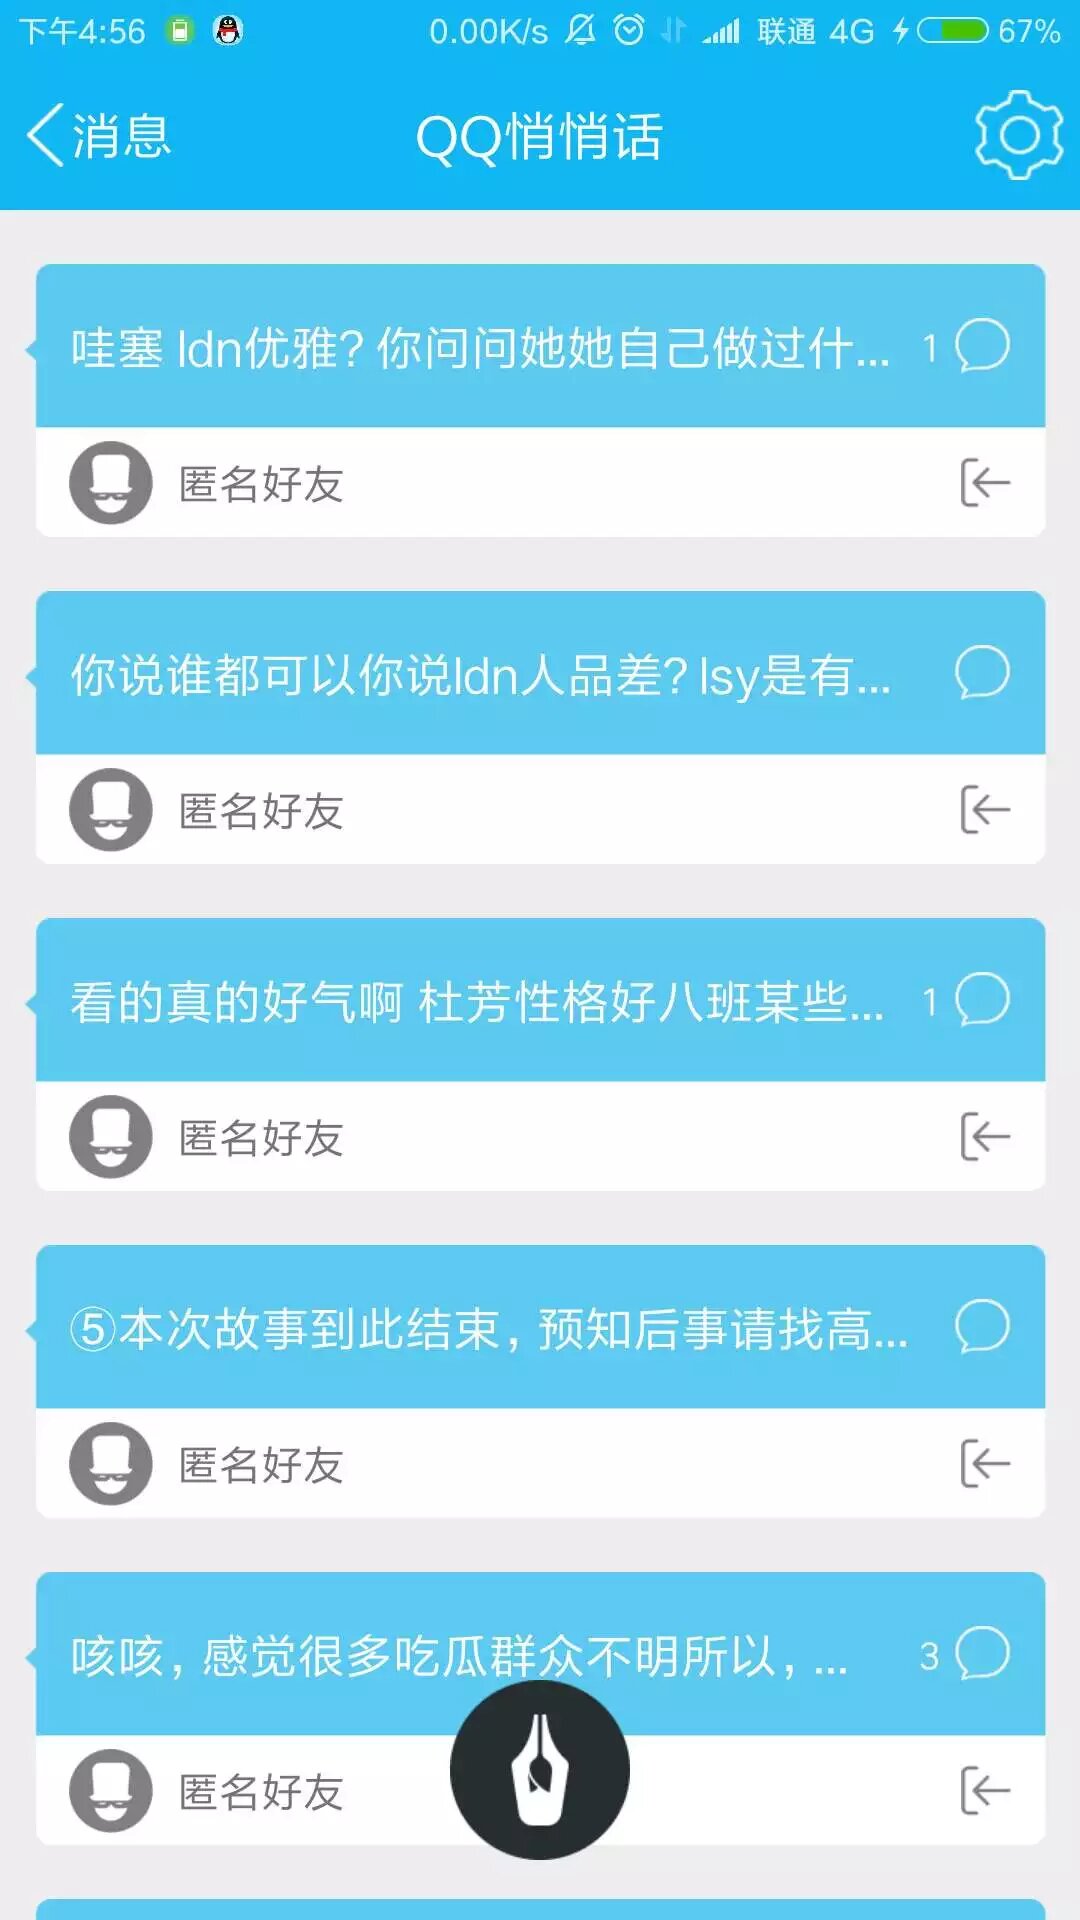 下午4:56 0.00K/s 联通 4G 67%
消息 QQ悄悄话
哇塞 ldn优雅? 你问问她她自己做过什... 1
匿名好友
你说谁都可以你说ldn人品差? lsy是有...
匿名好友
看的真的好气啊 杜芳性格好八班某些... 1
匿名好友
⑤本次故事到此结束，预知后事请找高...
匿名好友
咳咳，感觉很多吃瓜群众不明所以，... 3
匿名好友